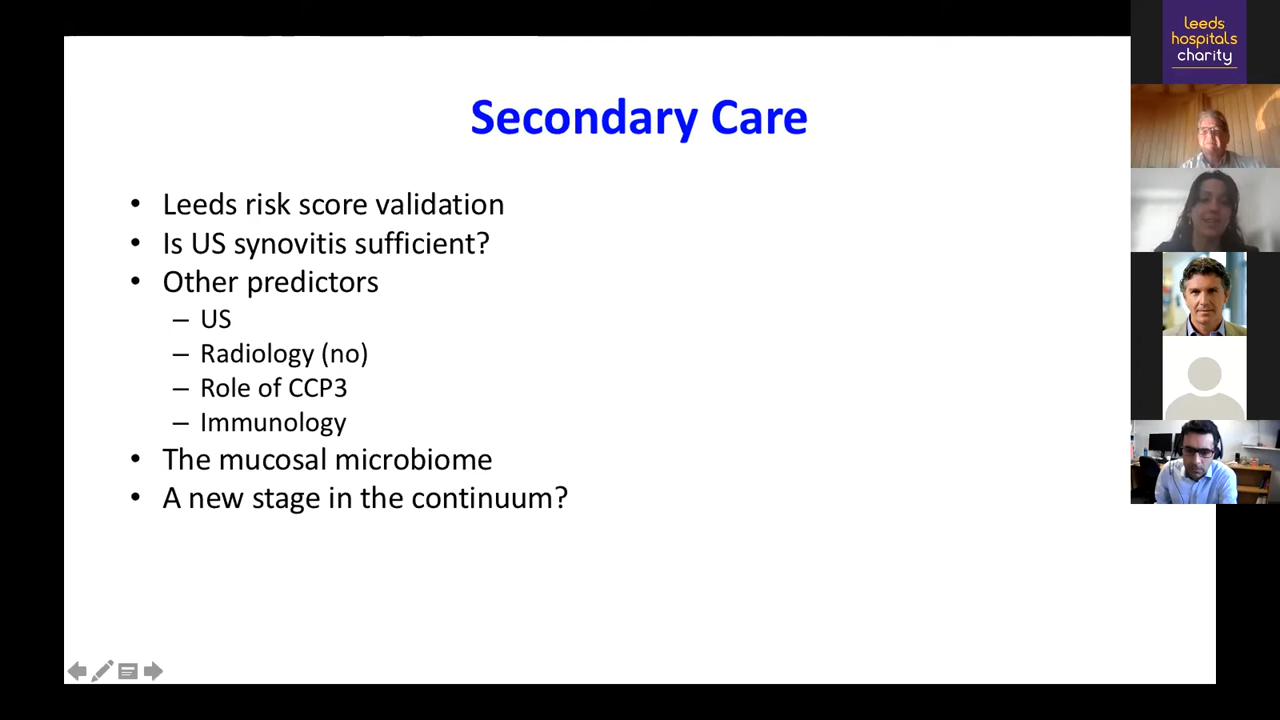 Secondary Care
• Leeds risk score validation
• Is US synovitis sufficient?
• Other predictors
– US
– Radiology (no)
– Role of CCP3
– Immunology
• The mucosal microbiome
• A new stage in the continuum?
leeds
hospitals
charity